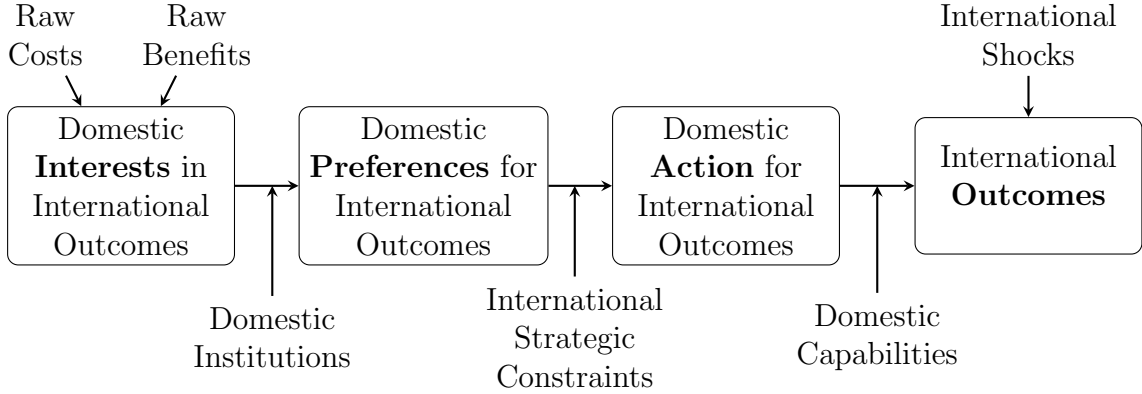 Raw
Costs
Raw
Benefits
International
Shocks
Domestic
Interests in
International
Outcomes
Domestic
Preferences for
International
Outcomes
Domestic
Action for
International
Outcomes
International
Outcomes
Domestic
Institutions
International
Strategic
Constraints
Domestic
Capabilities